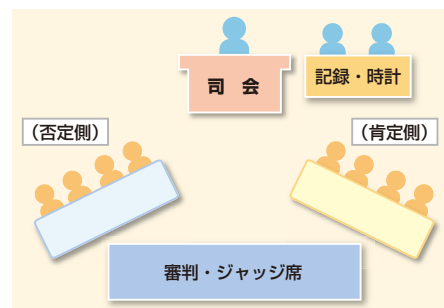 司 会
記録・時計
（否定側）
（肯定側）
審判・ジャッジ席